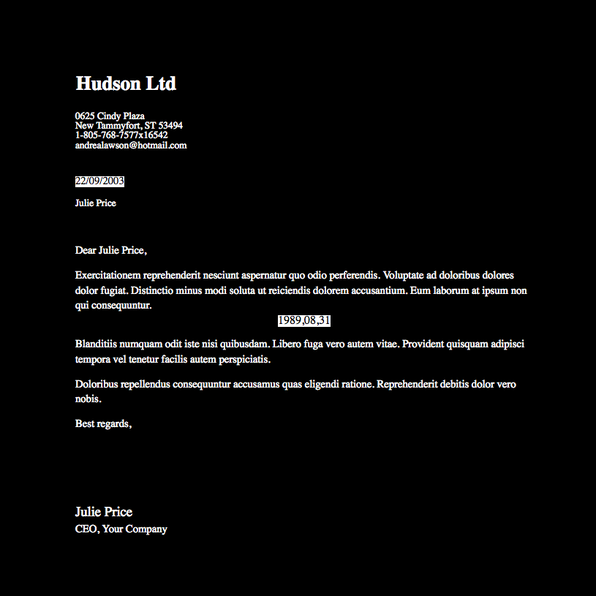 Hudson Ltd
0625 Cindy Plaza
New Tammyfort, ST 53494
1-805-768-7577x16542
andrealawson@hotmail.com
22/09/2003
Julie Price
Dear Julie Price,
Exercitationem reprehenderit nesciunt aspernatur quo odio perferendis. Voluptate ad doloribus dolores
dolor fugiat. Distinctio minus modi soluta ut reiciendis dolorem accusantium. Eum laborum at ipsum non
qui consequuntur.
1989,08,31
Blanditiis numquam odit iste nisi quibusdam. Libero fuga vero autem vitae. Provident quisquam adipisci
tempora vel tenetur facilis autem perspiciatis.
Doloribus repellendus consequuntur accusamus quas eligendi ratione. Reprehenderit debitis dolor vero
nobis.
Best regards,
Julie Price
CEO, Your Company